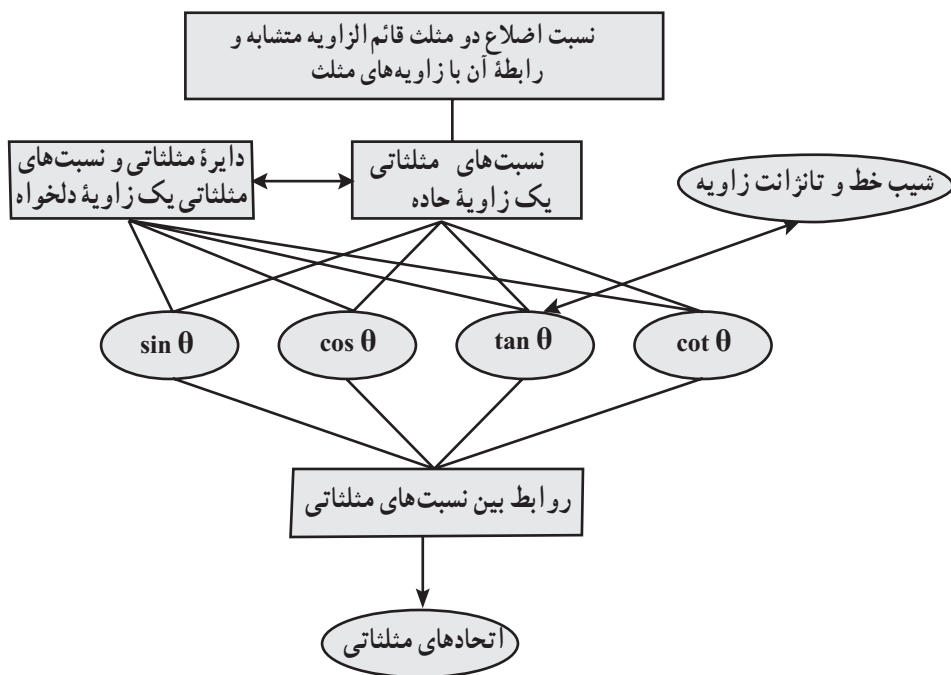 نسبت اضلاع دو مثلث قائم الزاویه متشابه و
رابطهٔ آن با زاویه‌های مثلث
نسبت‌های مثلثاتی
یک زاویهٔ حاده
دایرهٔ مثلثاتی و نسبت‌های
مثلثاتی یک زاویهٔ دلخواه
شیب خط و تانژانت زاویه
sin θ
cos θ
tan θ
cot θ
روابط بین نسبت‌های مثلثاتی
اتحادهای مثلثاتی